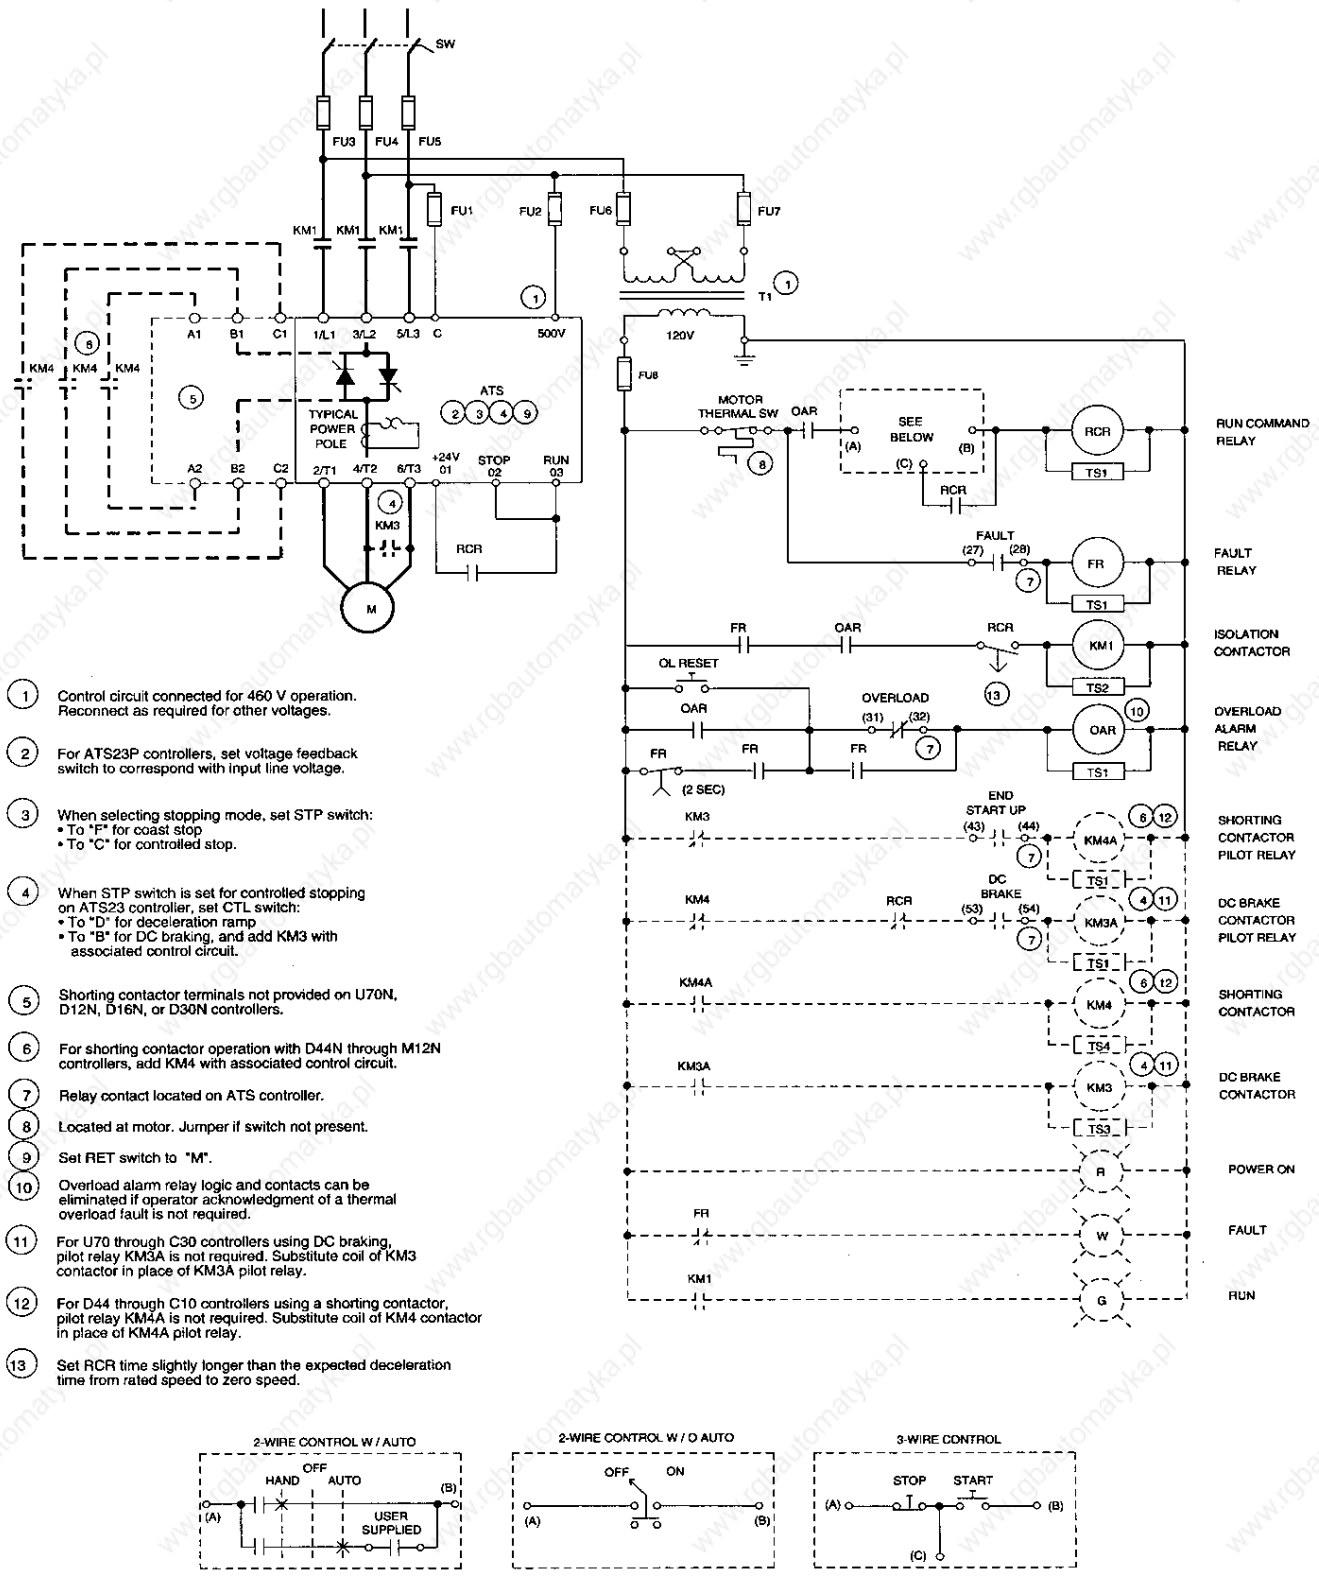 SW
FU3 FU4 FU5
FU1 FU2 FU6 FU7
KM1 KM1 KM1
T1 1
1
120V
FU8
A1 B1 C1 1/L1 3/L2 5/L3 C 500V
6
KM4 KM4 KM4
5
ATS
2 3 4 9
TYPICAL
POWER
POLE
+24V
01
STOP
02
RUN
03
A2 B2 C2 2/T1 4/T2 6/T3
4
KM3
RCR
M
MOTOR
THERMAL SW
8
OAR
(A)
SEE
BELOW
(B)
(C)
RCR
RCR
TS1
RUN COMMAND
RELAY
FAULT
(27) (28)
7
FR
TS1
FAULT
RELAY
FR OAR RCR
13
KM1
TS2
ISOLATION
CONTACTOR
OL RESET
OAR
OVERLOAD
(31) (32)
7
10
OAR
TS1
OVERLOAD
ALARM
RELAY
FR
(2 SEC)
FR FR
KM3
END
START UP
(43) (44)
7
6 12
KM4A
TS1
SHORTING
CONTACTOR
PILOT RELAY
KM4 RCR
DC
BRAKE
(53) (54)
7
4 11
KM3A
TS1
DC BRAKE
CONTACTOR
PILOT RELAY
KM4A
6 12
KM4
TS4
SHORTING
CONTACTOR
KM3A
4 11
KM3
TS3
DC BRAKE
CONTACTOR
R
POWER ON
FR
W
FAULT
KM1
G
RUN
1 Control circuit connected for 460 V operation.
Reconnect as required for other voltages.
2 For ATS23P controllers, set voltage feedback
switch to correspond with input line voltage.
3 When selecting stopping mode, set STP switch:
• To "F" for coast stop
• To "C" for controlled stop.
4 When STP switch is set for controlled stopping
on ATS23 controller, set CTL switch:
• To "D" for deceleration ramp
• To "B" for DC braking, and add KM3 with
associated control circuit.
5 Shorting contactor terminals not provided on U70N,
D12N, D16N, or D30N controllers.
6 For shorting contactor operation with D44N through M12N
controllers, add KM4 with associated control circuit.
7 Relay contact located on ATS controller.
8 Located at motor. Jumper if switch not present.
9 Set RET switch to "M".
10 Overload alarm relay logic and contacts can be
eliminated if operator acknowledgment of a thermal
overload fault is not required.
11 For U70 through C30 controllers using DC braking,
pilot relay KM3A is not required. Substitute coil of KM3
contactor in place of KM3A pilot relay.
12 For D44 through C10 controllers using a shorting contactor,
pilot relay KM4A is not required. Substitute coil of KM4 contactor
in place of KM4A pilot relay.
13 Set RCR time slightly longer than the expected deceleration
time from rated speed to zero speed.
2-WIRE CONTROL W / AUTO
OFF
HAND AUTO
(A)
(B)
USER
SUPPLIED
2-WIRE CONTROL W / O AUTO
OFF ON
(A) (B)
3-WIRE CONTROL
STOP START
(A) (B)
(C)
www.rgbautomatyka.pl